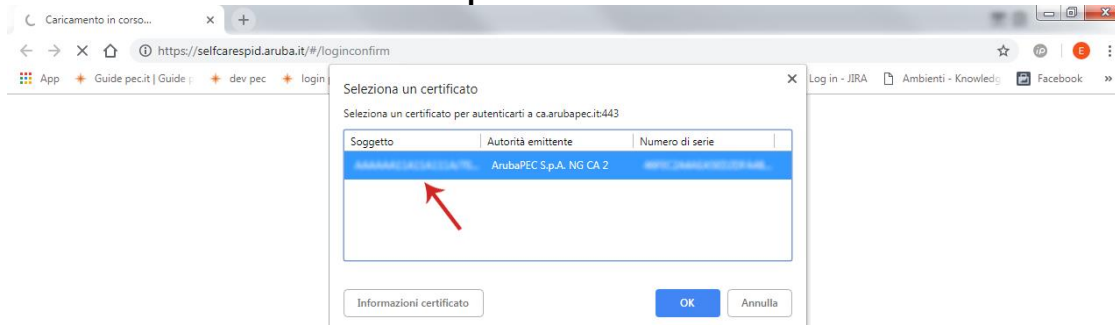 Caricamento in corso...
https://selfcarespid.aruba.it/#/loginconfirm
App Guide pec.it | Guide dev pec login Log in - JIRA Ambienti - Knowledg Facebook »
E
Seleziona un certificato
Seleziona un certificato per autenticarti a ca.arubapec.it:443
Soggetto Autorità emittente Numero di serie
ArubaPEC S.p.A. NG CA 2
Informazioni certificato OK Annulla